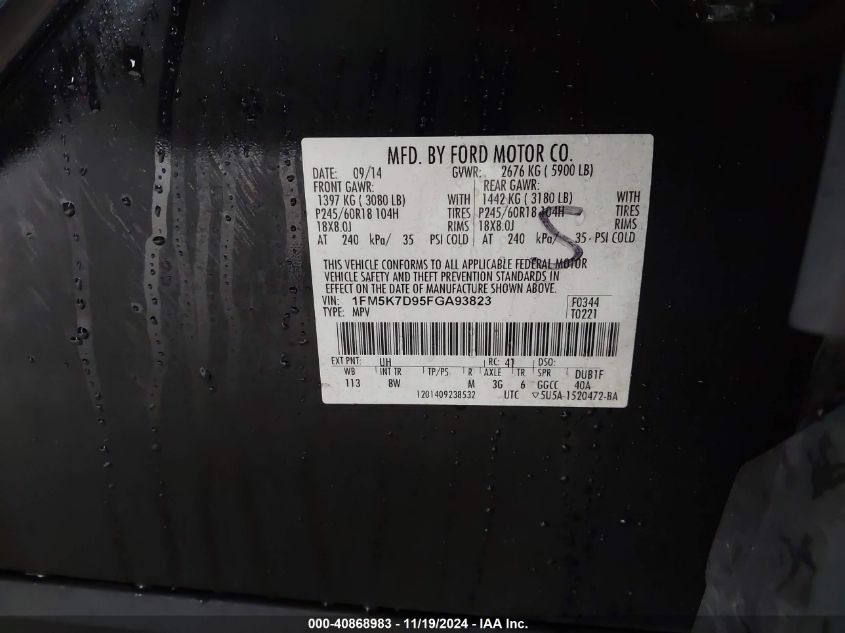 MFD. BY FORD MOTOR CO.
DATE: 09/14 GVWR: 2676 KG ( 5900 LB)
FRONT GAWR: REAR GAWR:
1397 KG ( 3080 LB) WITH 1442 KG ( 3180 LB) WITH
P245/60R18 104H TIRES P245/60R18 104H TIRES
18X8.0J RIMS 18X8.0J RIMS
AT 240 kPa/ 35 PSI COLD AT 240 kPa/ 35 PSI COLD
5
THIS VEHICLE CONFORMS TO ALL APPLICABLE FEDERAL MOTOR
VEHICLE SAFETY AND THEFT PREVENTION STANDARDS IN
EFFECT ON THE DATE OF MANUFACTURE SHOWN ABOVE.
VIN: 1FM5K7D95FGA93823 F0344
TYPE: MPV T0221
EXT PNT: UH RC: 41 DSO:
WB INT TR TP/PS R AXLE TR SPR DUB1F
113 8W M 3G 6 GGCC 40A
1201409238532 UTC ▽5U5A-1520472-BA
000-40868983 - 11/19/2024 - IAA Inc.